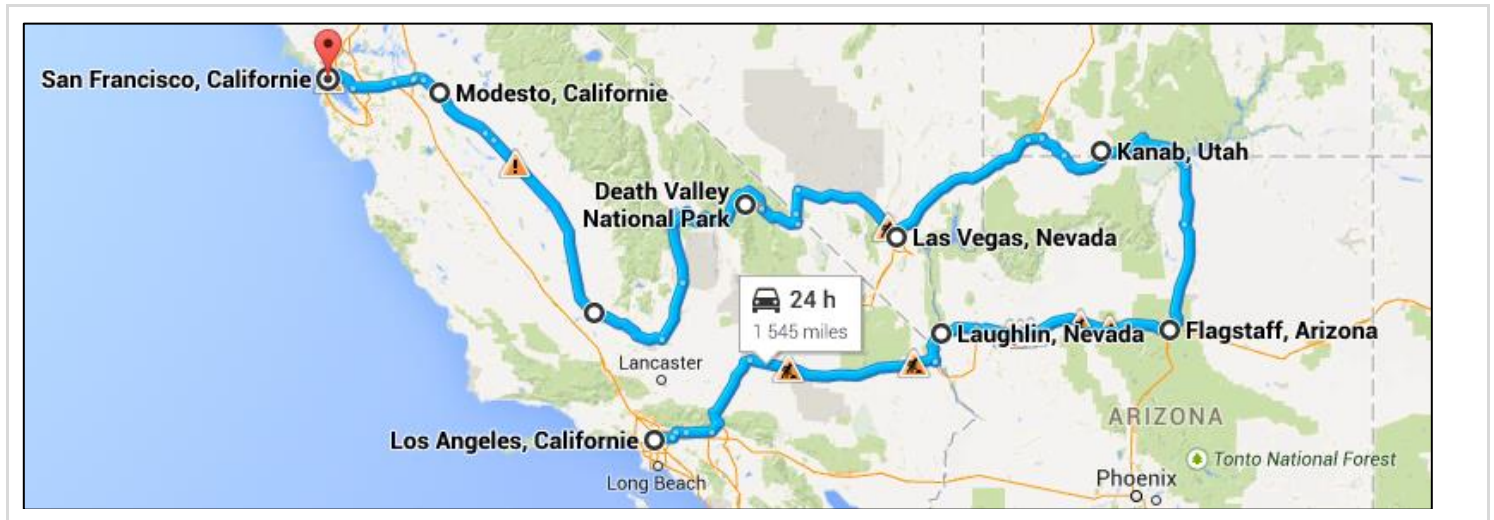 San Francisco, Californie
Modesto, Californie
Kanab, Utah
Death Valley
National Park
Las Vegas, Nevada
24 h
1 545 miles
Laughlin, Nevada
Flagstaff, Arizona
Lancaster
ARIZONA
Los Angeles, Californie
Tonto National Forest
Long Beach
Phoenix